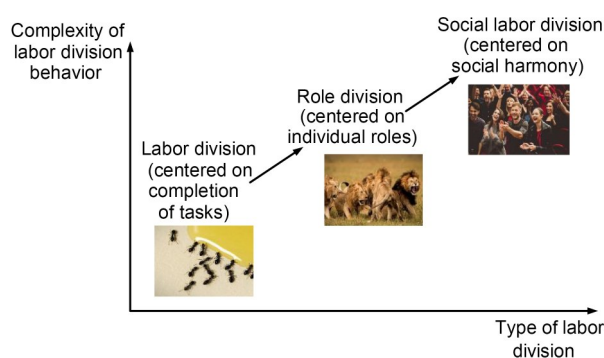 Complexity of
labor division
behavior
Social labor division
(centered on
social harmony)
Role division
(centered on
individual roles)
Labor division
(centered on
completion
of tasks)
Type of labor
division